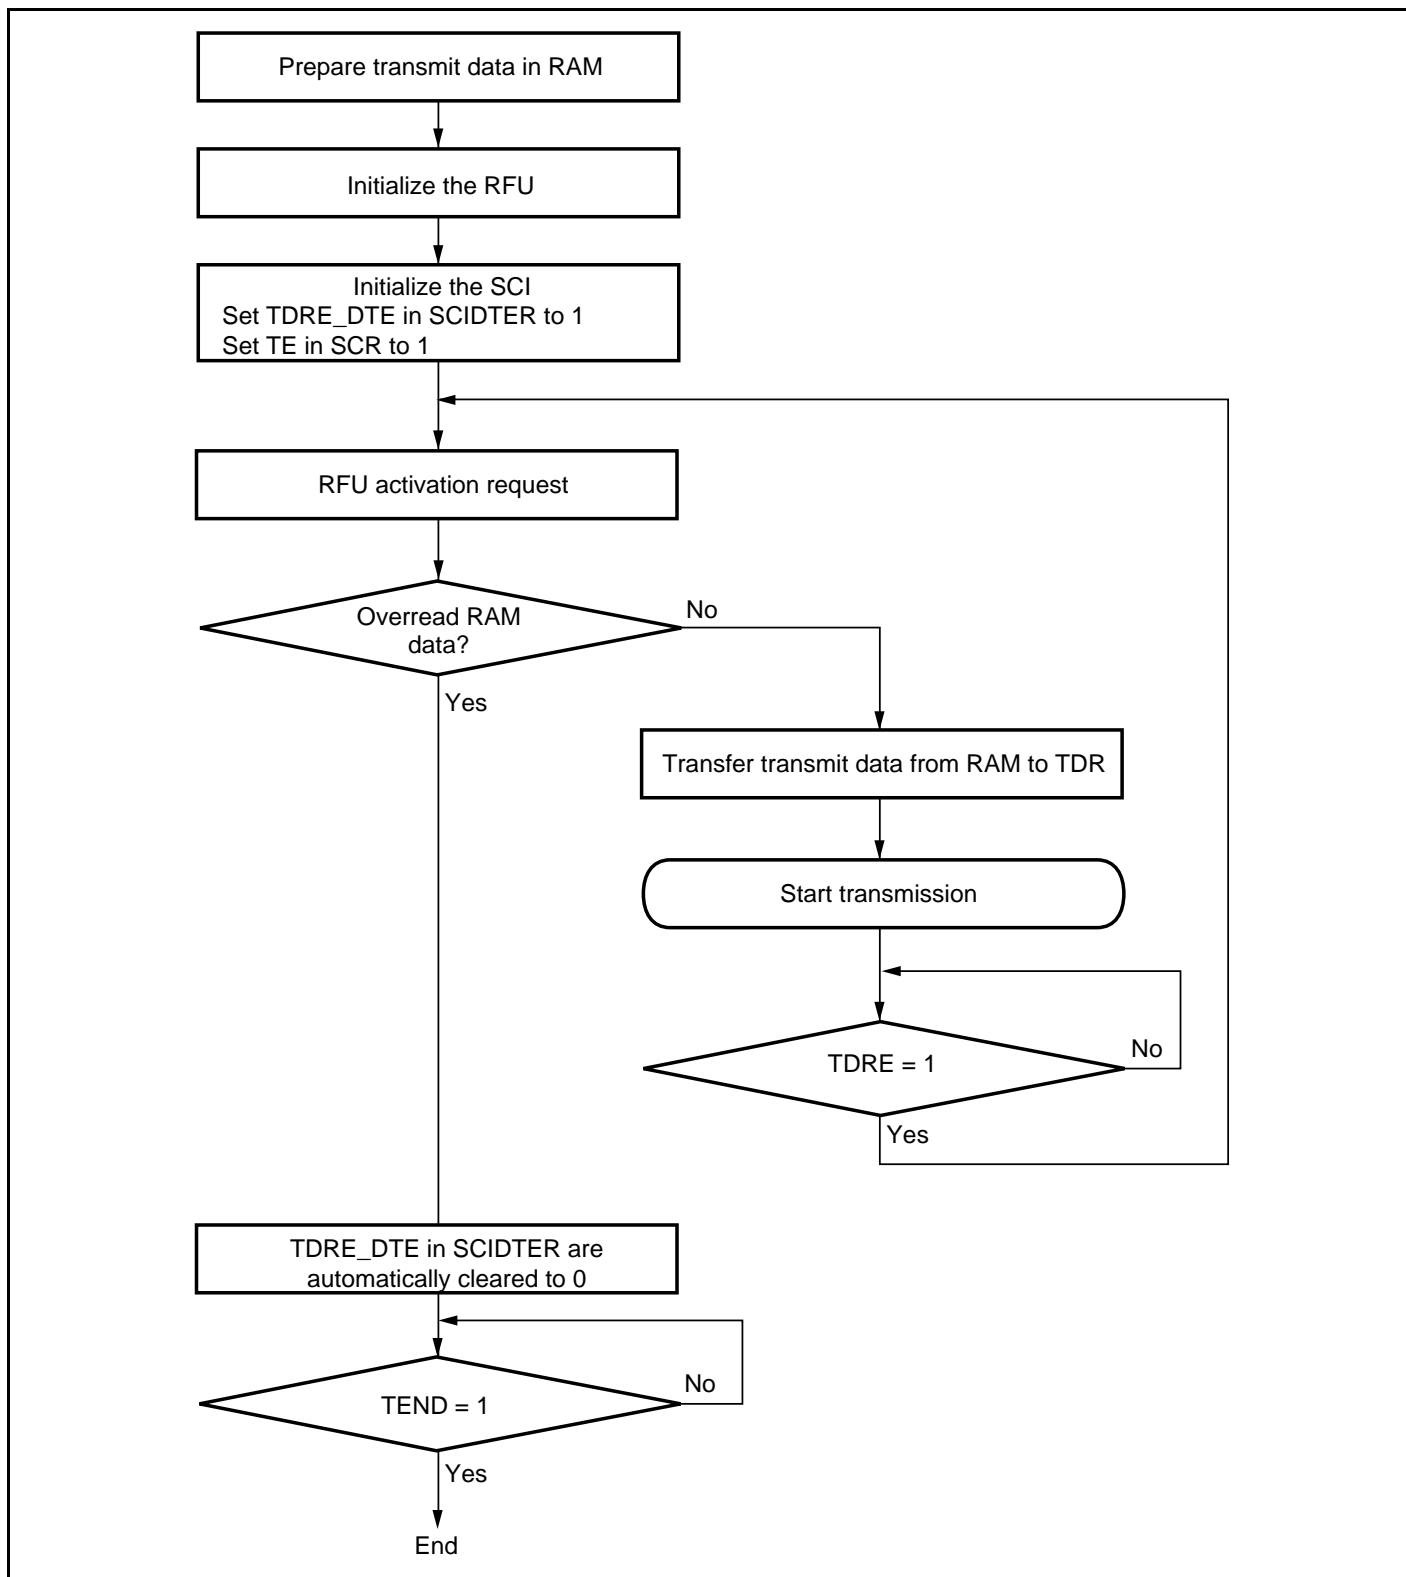 Prepare transmit data in RAM
Initialize the RFU
Initialize the SCI
Set TDRE_DTE in SCIDTER to 1
Set TE in SCR to 1
RFU activation request
Overread RAM
data?
No
Yes
Transfer transmit data from RAM to TDR
Start transmission
TDRE = 1
No
Yes
TDRE_DTE in SCIDTER are
automatically cleared to 0
TEND = 1
No
Yes
End